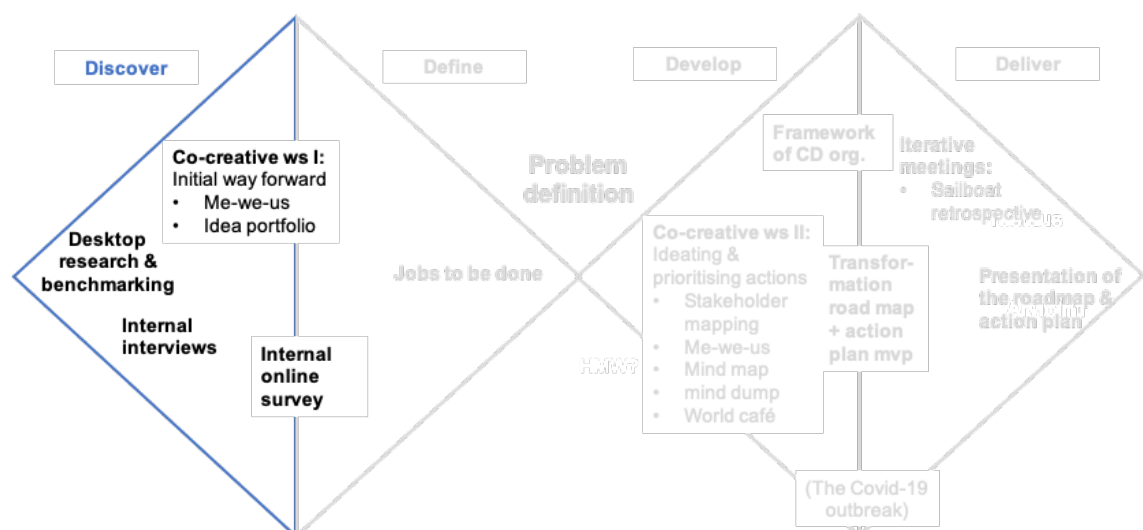 Discover
Define
Develop
Deliver
Co-creative ws I:
Initial way forward
• Me-we-us
• Idea portfolio
Desktop
research &
benchmarking
Internal
interviews
Internal
online
survey
Jobs to be done
Problem
definition
HMW?
Framework
of CD org.
Co-creative ws II:
Ideating &
prioritising actions
• Stakeholder
mapping
• Me-we-us
• Mind map
• mind dump
• World café
Transfor-
mation
road map
+ action
plan mvp
(The Covid-19
outbreak)
Iterative
meetings:
• Sailboat
retrospective
Presentation of
the roadmap &
action plan